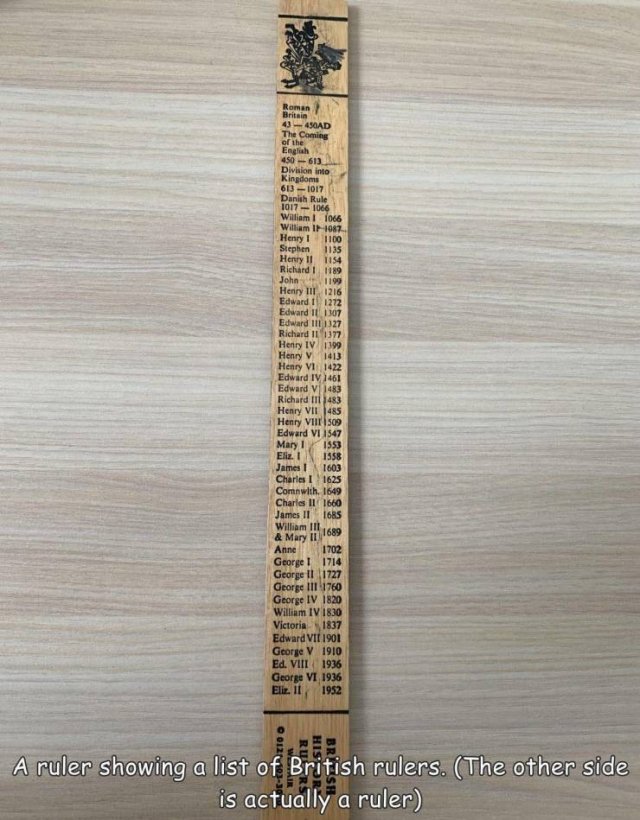 Roman
Britain
43 — 450AD
The Coming
of the
English
450 — 613
Division into
Kingdoms
613 — 1017
Danish Rule
1017 — 1066
William I 1066
William II 1087
Henry I 1100
Stephen 1135
Henry II 1154
Richard I 1189
John 1199
Henry III 1216
Edward I 1272
Edward II 1307
Edward III 1327
Richard II 1377
Henry IV 1399
Henry V 1413
Henry VI 1422
Edward IV 1461
Edward V 1483
Richard III 1483
Henry VII 1485
Henry VIII 1509
Edward VI 1547
Mary I 1553
Eliz. I 1558
James I 1603
Charles I 1625
Comnwlth. 1649
Charles II 1660
James II 1685
William III
& Mary II 1689
Anne 1702
George I 1714
George II 1727
George III 1760
George IV 1820
William IV 1830
Victoria 1837
Edward VII 1901
George V 1910
Ed. VIII 1936
George VI 1936
Eliz. II 1952
A ruler showing a list of British rulers. (The other side
is actually a ruler)